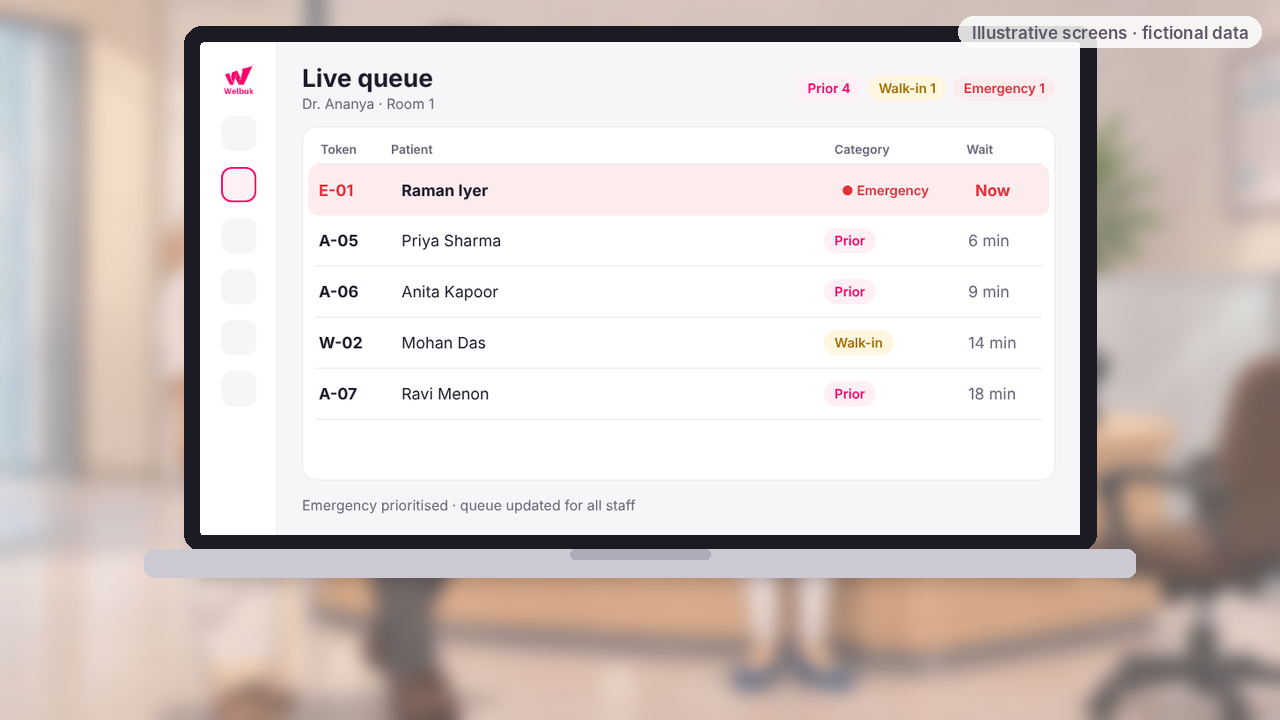 Illustrative screens · fictional data
Welbuk
Live queue
Dr. Ananya · Room 1
Prior 4
Walk-in 1
Emergency 1
Token Patient Category Wait
E-01 Raman Iyer Emergency Now
A-05 Priya Sharma Prior 6 min
A-06 Anita Kapoor Prior 9 min
W-02 Mohan Das Walk-in 14 min
A-07 Ravi Menon Prior 18 min
Emergency prioritised · queue updated for all staff